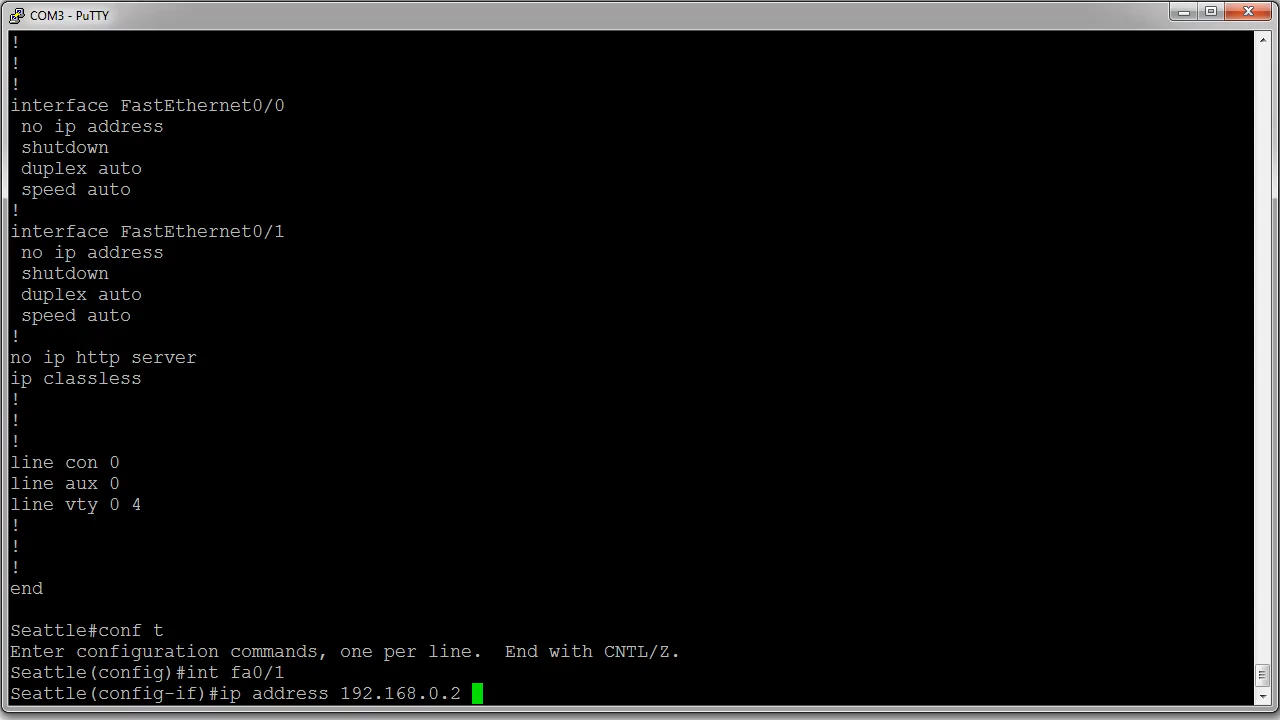 COM3 - PuTTY
!
!
!
interface FastEthernet0/0
 no ip address
 shutdown
 duplex auto
 speed auto
!
interface FastEthernet0/1
 no ip address
 shutdown
 duplex auto
 speed auto
!
no ip http server
ip classless
!
!
!
line con 0
line aux 0
line vty 0 4
!
!
!
end
Seattle#conf t
Enter configuration commands, one per line.  End with CNTL/Z.
Seattle(config)#int fa0/1
Seattle(config-if)#ip address 192.168.0.2